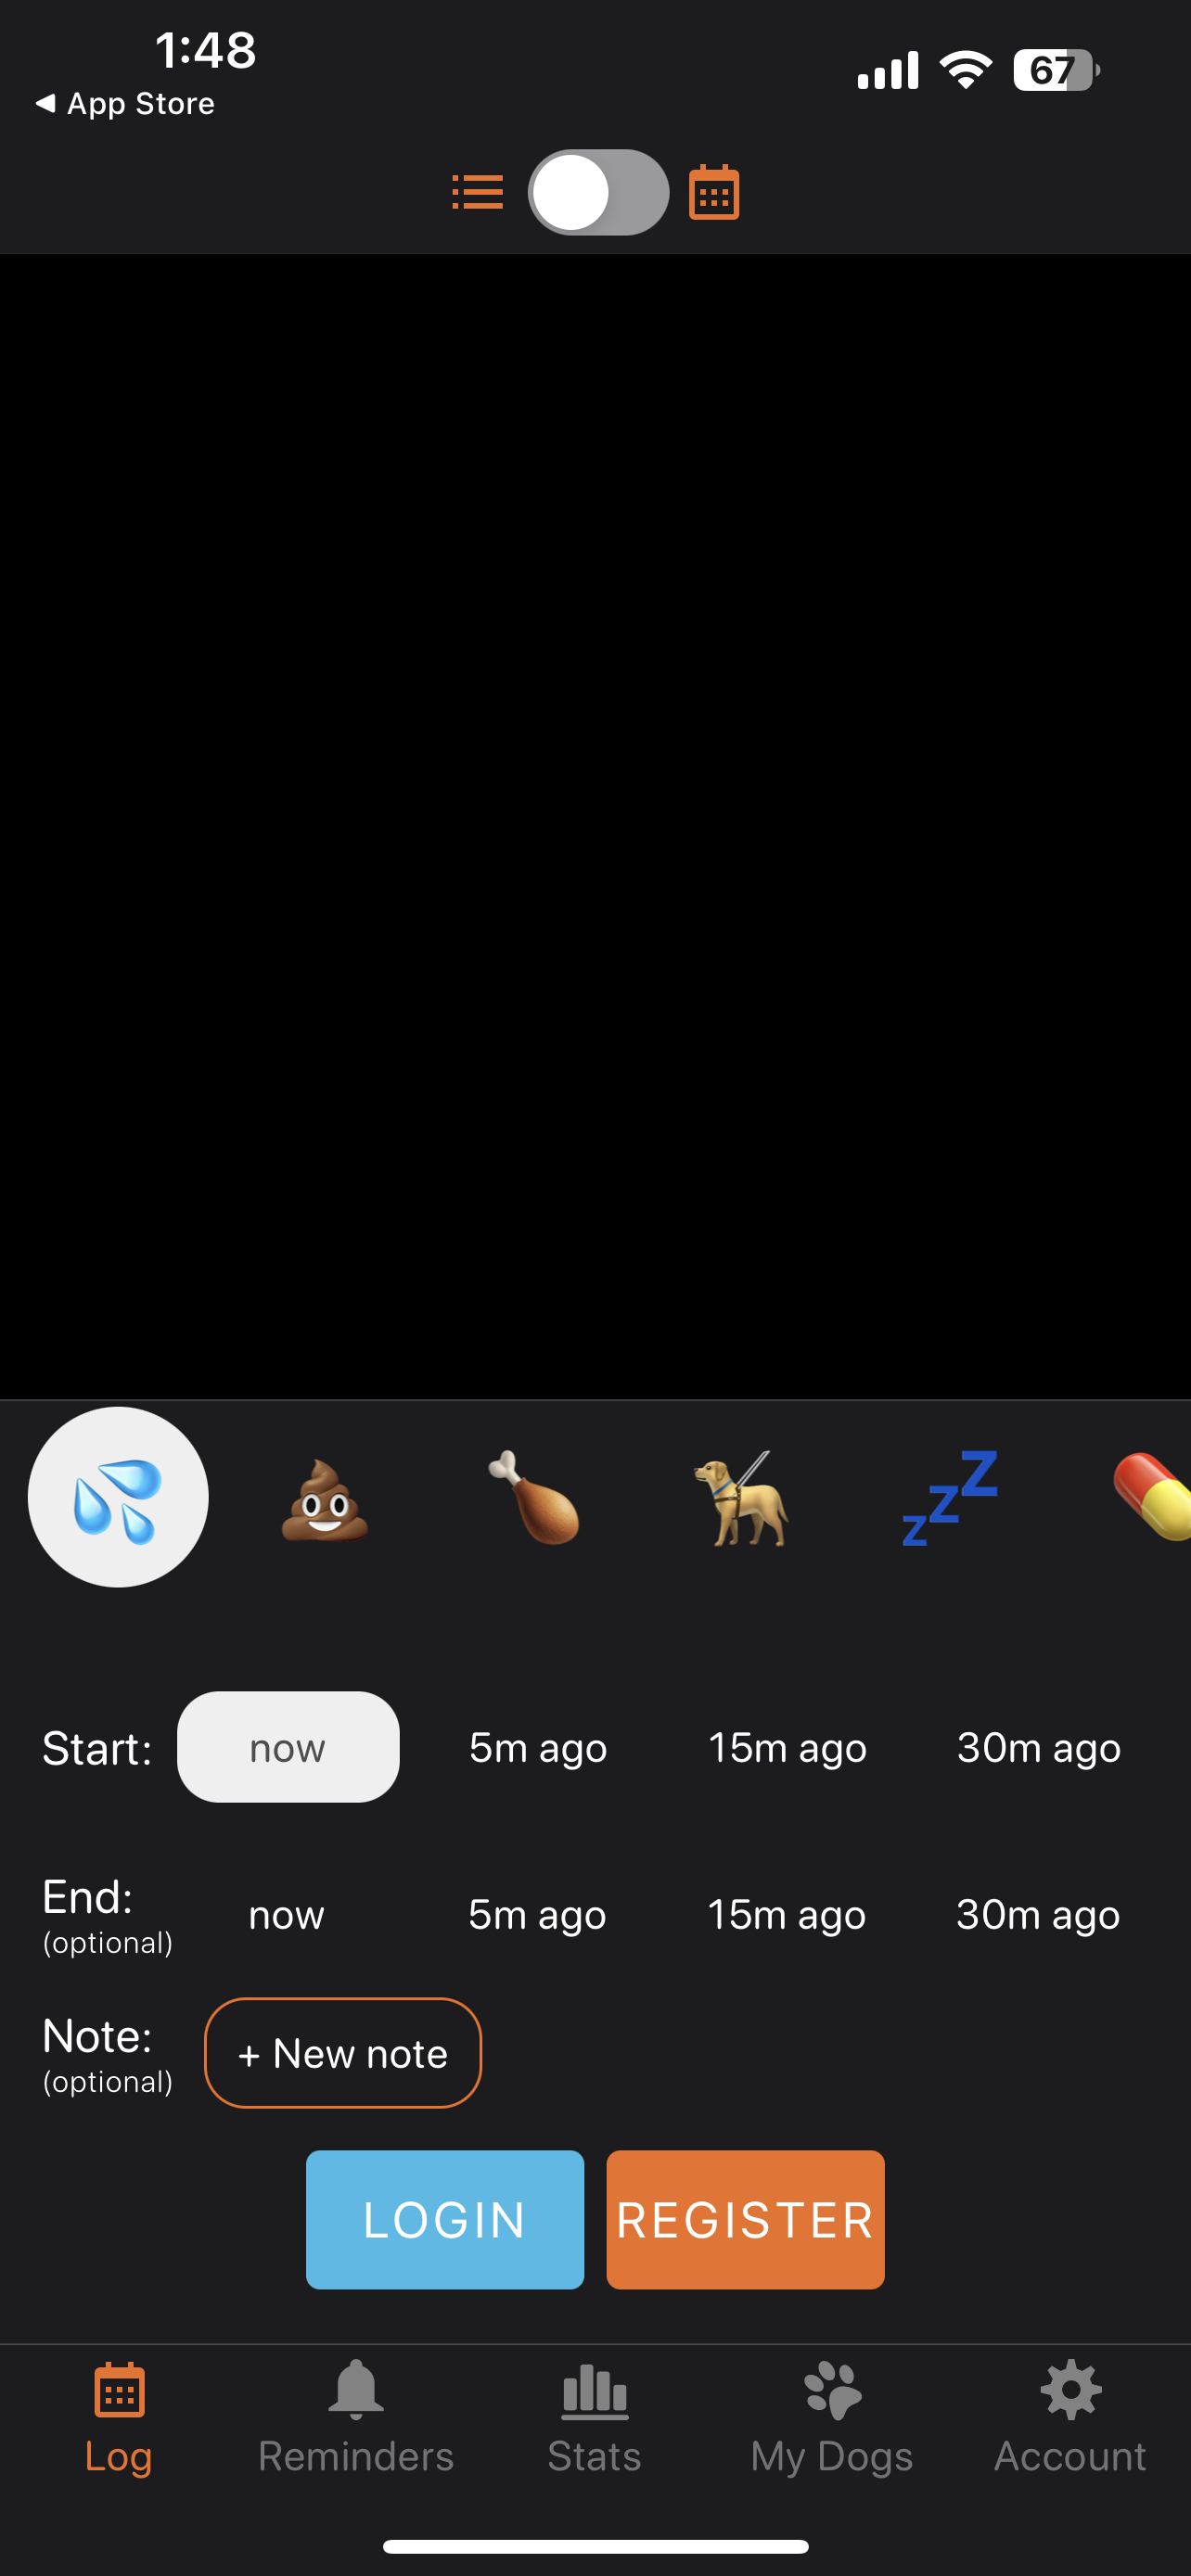 1:48
App Store
67
Start:
now
5m ago
15m ago
30m ago
End:
(optional)
now
5m ago
15m ago
30m ago
Note:
(optional)
+ New note
LOGIN
REGISTER
Log
Reminders
Stats
My Dogs
Account